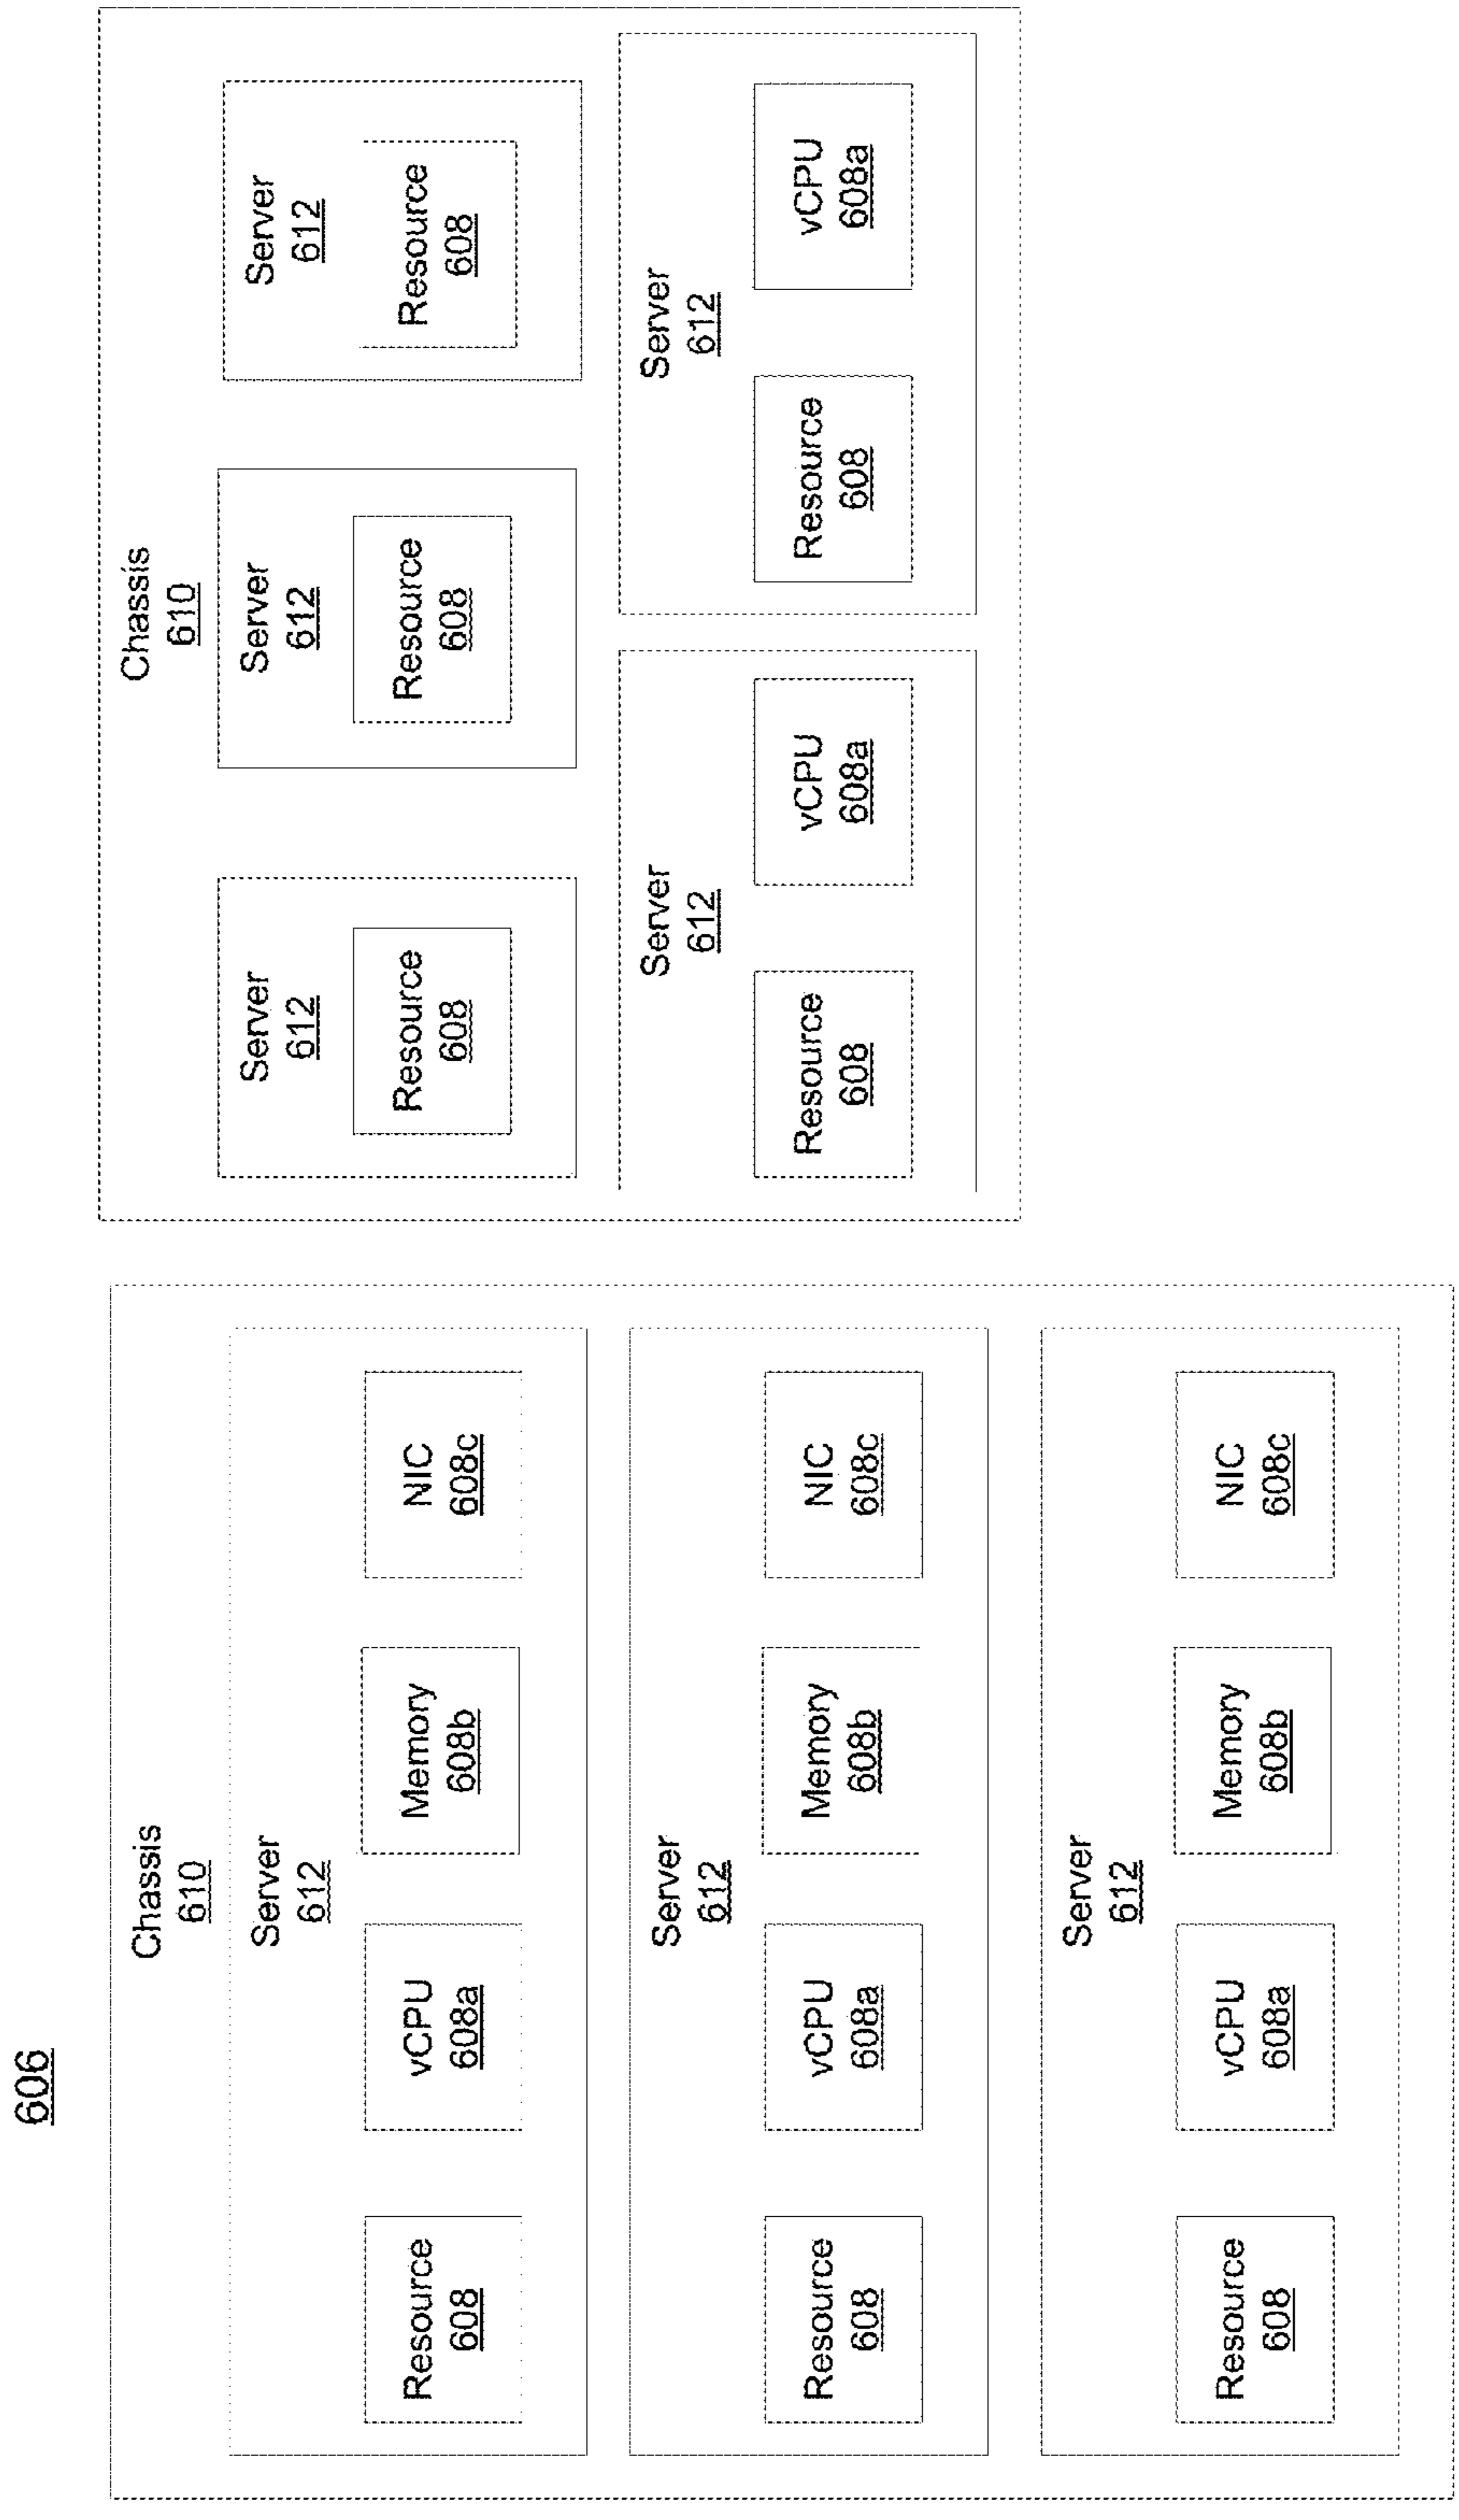 606
Chassis
610
Server
612
Resource
608
vCPU
608a
Memory
608b
NIC
608c
Server
612
Resource
608
vCPU
608a
Memory
608b
NIC
608c
Server
612
Resource
608
vCPU
608a
Memory
608b
NIC
608c
Chassis
610
Server
612
Resource
608
Server
612
Resource
608
Server
612
Resource
608
Server
612
Resource
608
vCPU
608a
Server
612
Resource
608
vCPU
608a